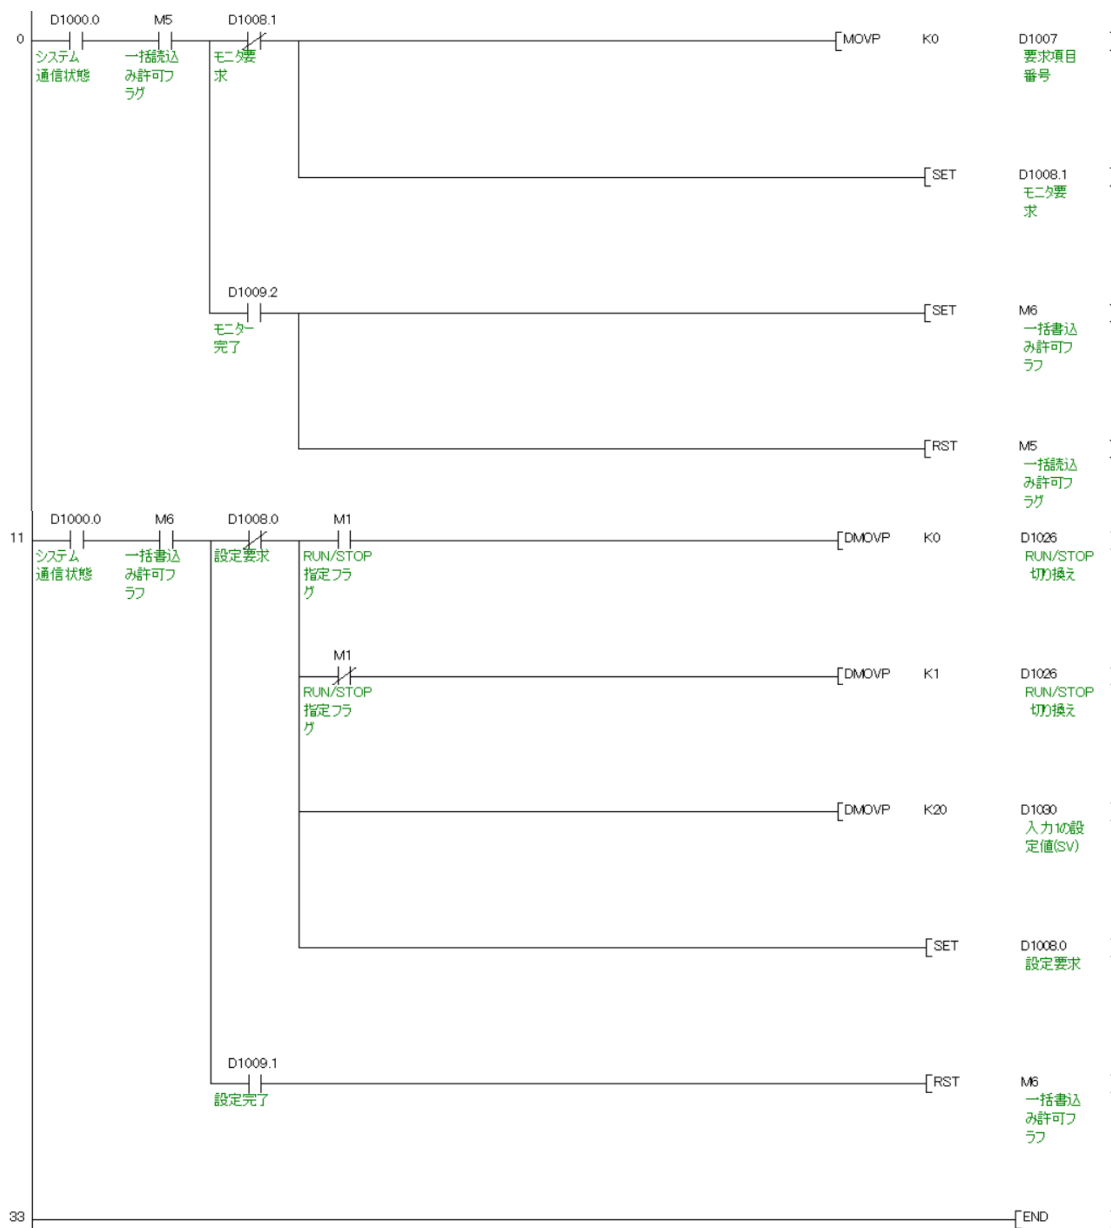 D1000.0 M5 D1008.1
0 [MOVP K0 D1007
システム 一括読込 モニタ要 要求項目
通信状態 み許可フ 求 番号
ラグ
[SET D1008.1
モニタ要
求
D1009.2
[SET M6
モニター 一括書込
完了 み許可フ
ラフ
[RST M5
一括読込
み許可フ
ラグ
D1000.0 M6 D1008.0 M1
11 [DMOVP K0 D1026
システム 一括書込 設定要求 RUN/STOP RUN/STOP
通信状態 み許可フ 指定フラ 切り換え
ラフ グ
M1
[DMOVP K1 D1026
RUN/STOP RUN/STOP
指定フラ 切り換え
グ
[DMOVP K20 D1030
入力1の設
定値(SV)
[SET D1008.0
設定要求
D1009.1
[RST M6
設定完了 一括書込
み許可フ
ラフ
33 [END